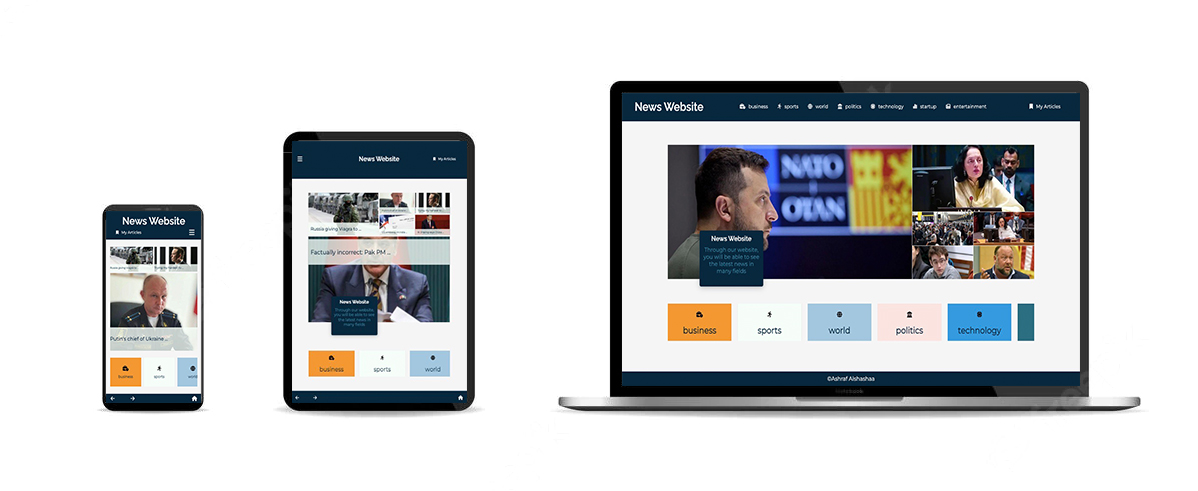 News Website
My Articles
Russia giving Viagra
Putin's chief of Ukraine ...
business
sports
world
News Website
My Articles
Russia giving Viagra to ...
Factually incorrect: Pak PM ...
News Website
Through our website,
you will be able to see
the latest news in
many fields
business
sports
world
News Website
business
sports
world
politics
technology
startup
entertainment
My Articles
NATO
OTAN
News Website
Through our website,
you will be able to see
the latest news in
many fields
business
sports
world
politics
technology
©Ashraf Alshashaa